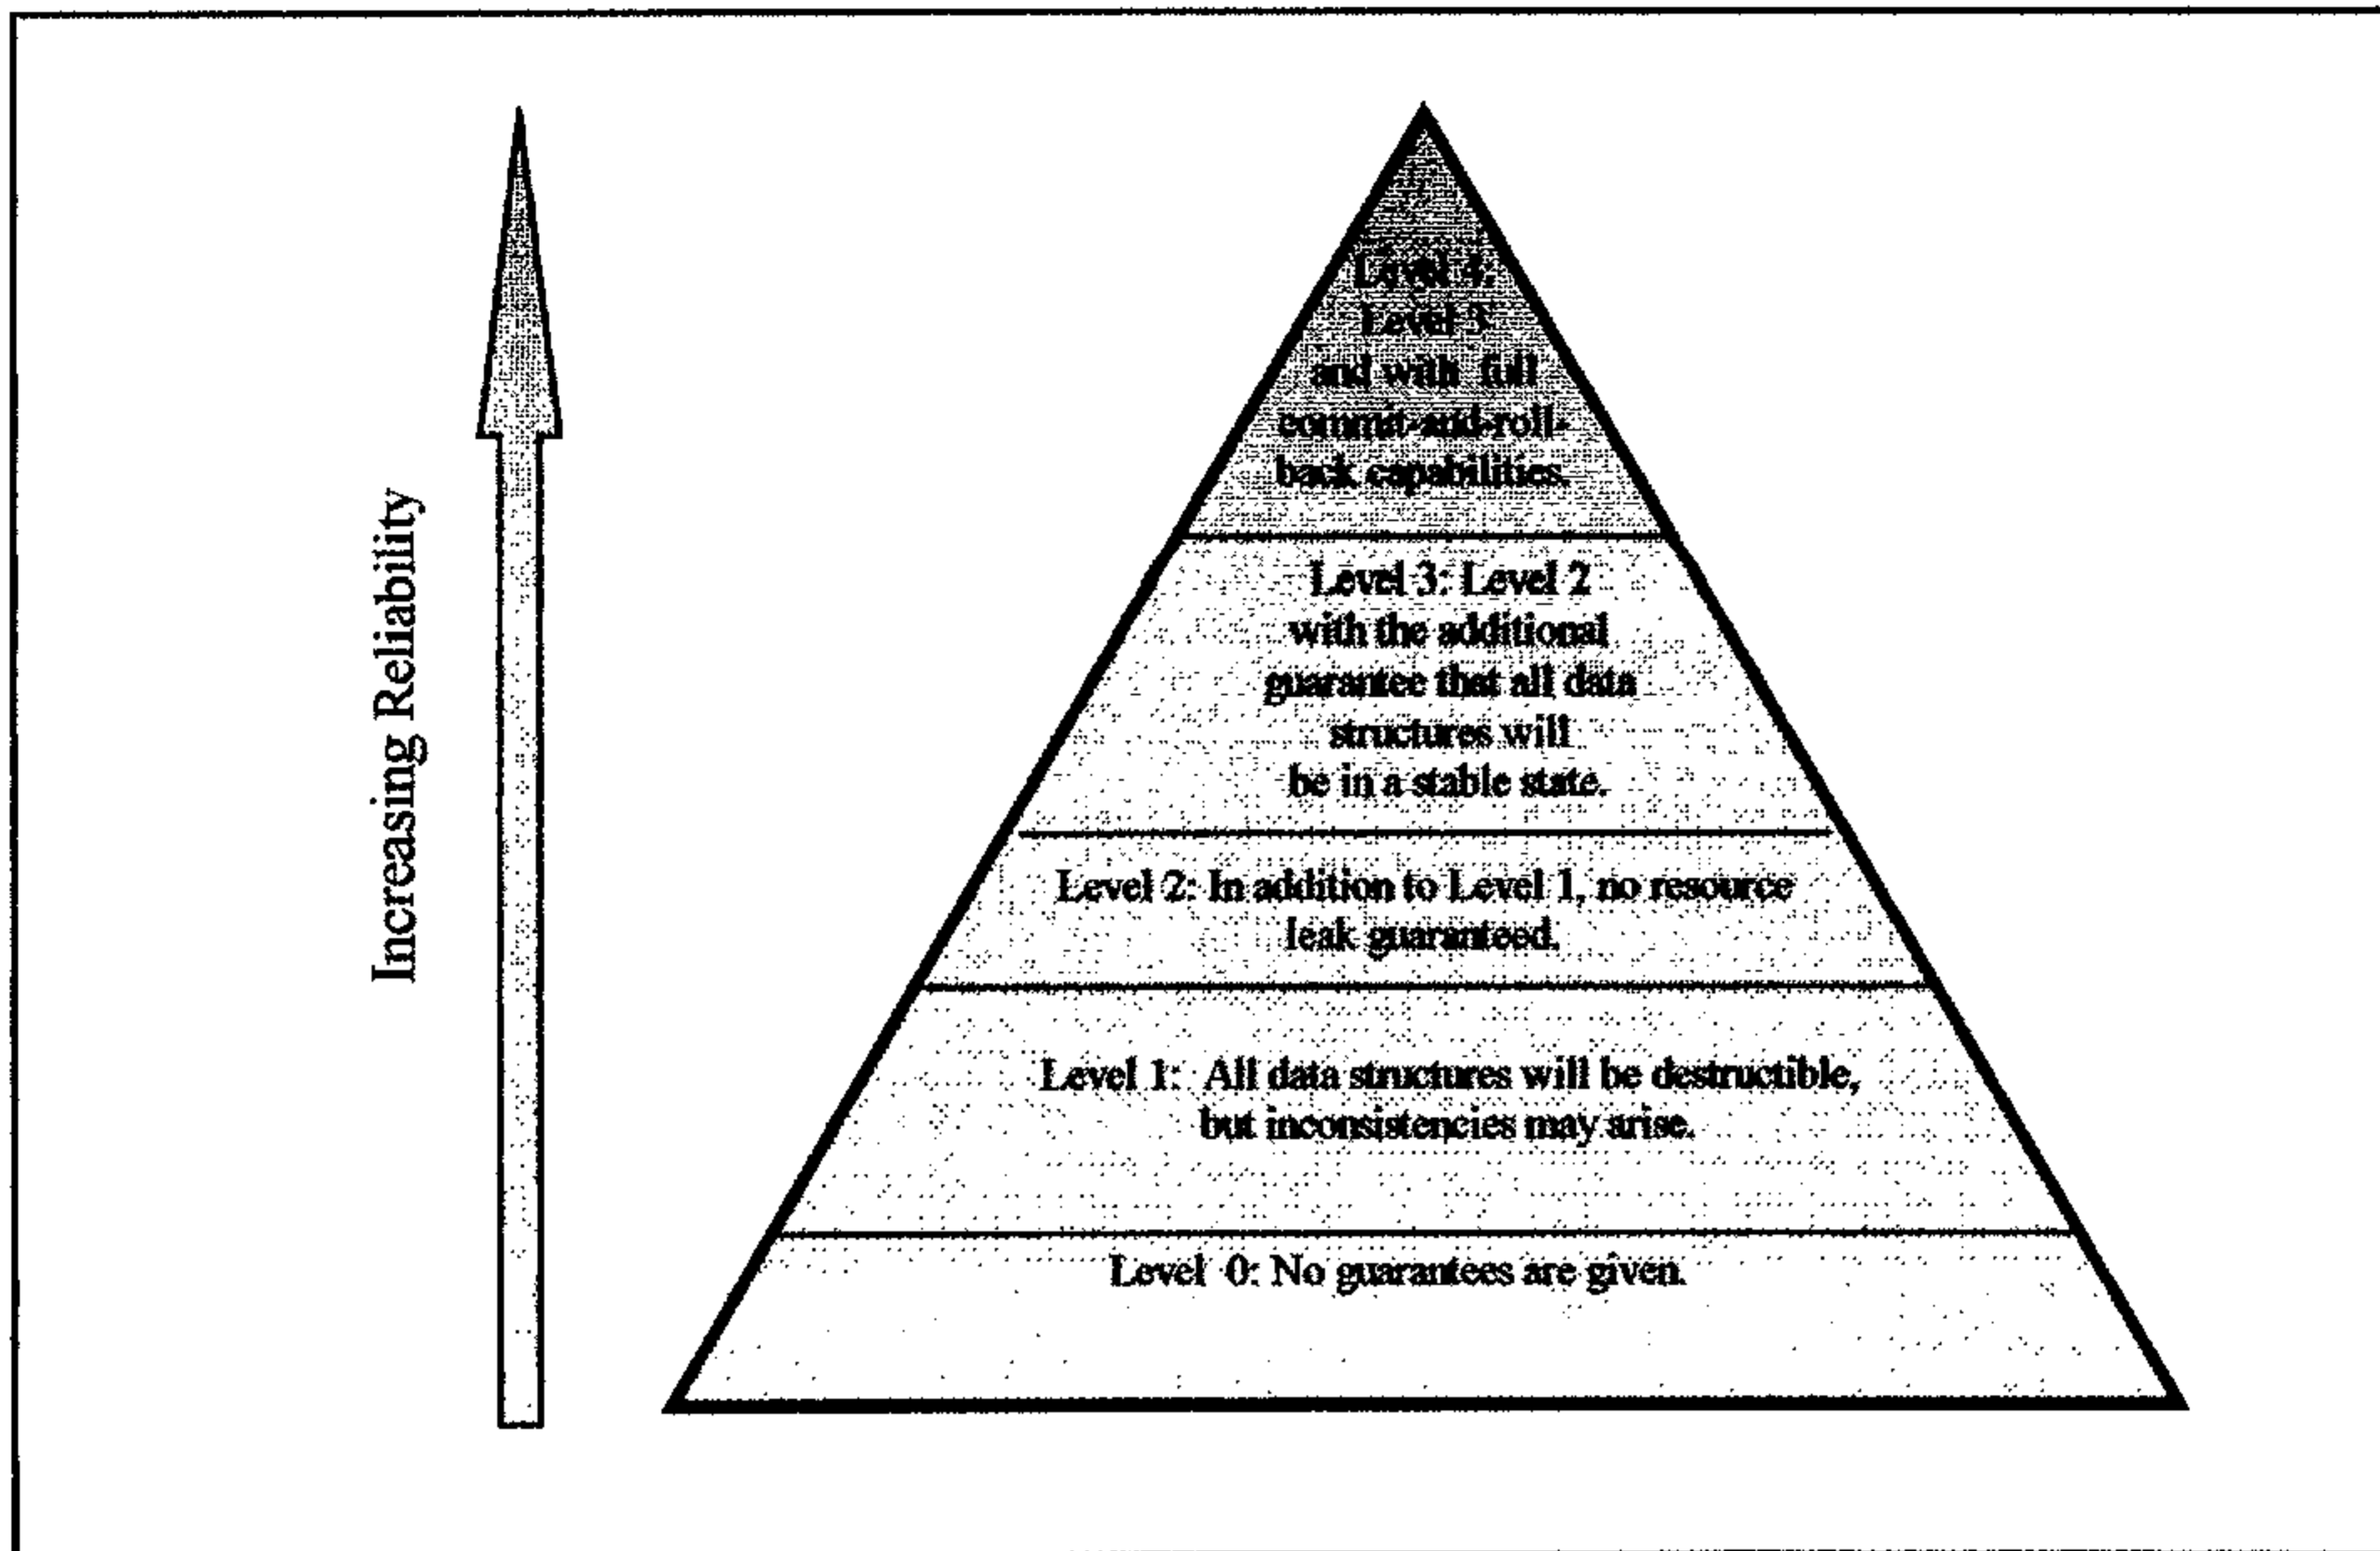 Increasing Reliability
Level 4:
Level 3
and with full
commit-and-roll-
back capabilities.
Level 3: Level 2
with the additional
guarantee that all data
structures will
be in a stable state.
Level 2: In addition to Level 1, no resource
leak guaranteed.
Level 1: All data structures will be destructible,
but inconsistencies may arise.
Level 0: No guarantees are given.